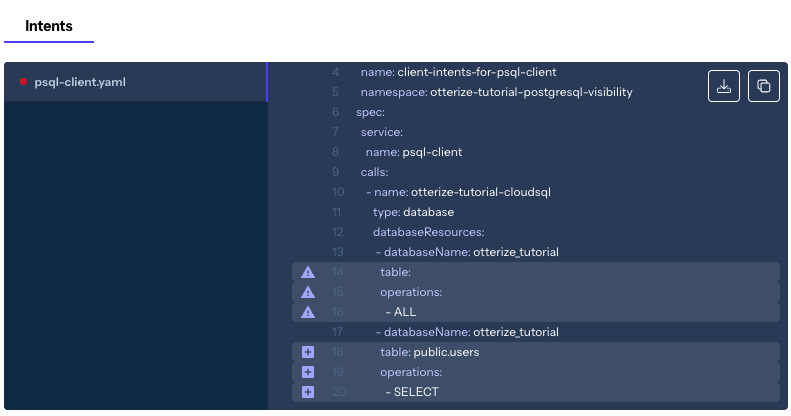 Intents
psql-client.yaml
4 name: client-intents-for-psql-client
5 namespace: otterize-tutorial-postgresql-visibility
6 spec:
7 service:
8 name: psql-client
9 calls:
10 - name: otterize-tutorial-cloudsql
11 type: database
12 databaseResources:
13 - databaseName: otterize_tutorial
14 table:
15 operations:
16 - ALL
17 - databaseName: otterize_tutorial
18 table: public.users
19 operations:
20 - SELECT